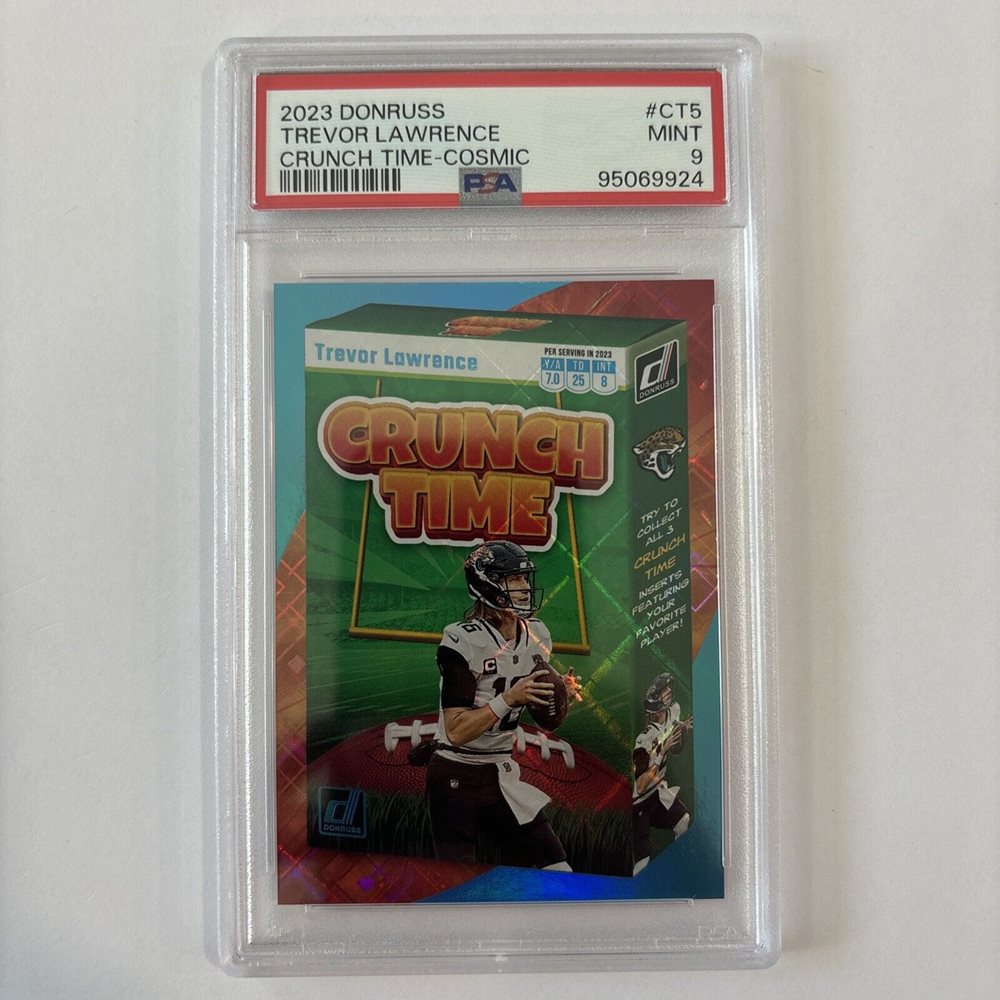 2023 DONRUSS #CT5
TREVOR LAWRENCE MINT
CRUNCH TIME-COSMIC 9
PSA 95069924
Trevor Lawrence
PER SERVING IN 2023
Y/A TD INT
7.0 25 8
DONRUSS
CRUNCH
TIME
TRY TO
COLLECT
ALL 3
CRUNCH
TIME
INSERTS
FEATURING
YOUR
FAVORITE
PLAYER!
16
C
DONRUSS
PSA